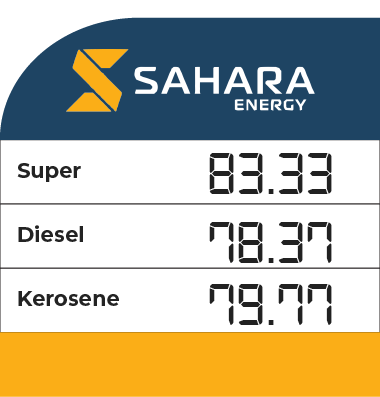 SAHARA
ENERGY
Super 83.33
Diesel 78.37
Kerosene 79.77